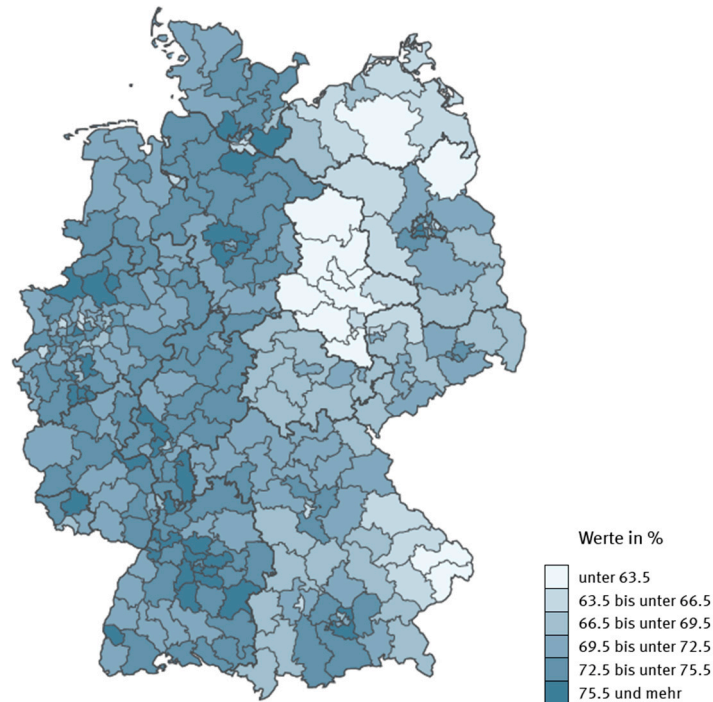 Werte in %
unter 63.5
63.5 bis unter 66.5
66.5 bis unter 69.5
69.5 bis unter 72.5
72.5 bis unter 75.5
75.5 und mehr